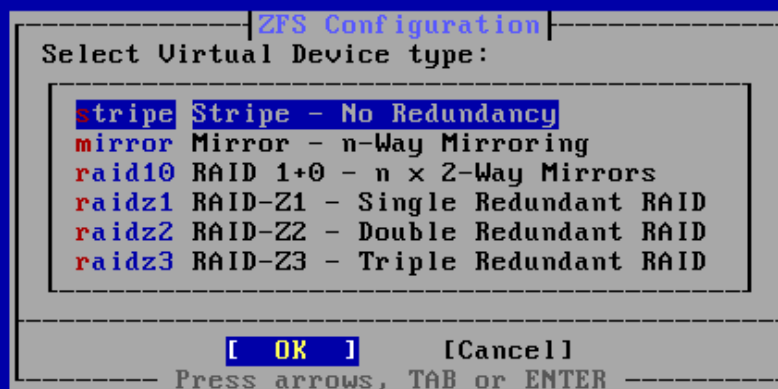 ZFS Configuration
Select Virtual Device type:
stripe Stripe - No Redundancy
mirror Mirror - n-Way Mirroring
raid10 RAID 1+0 - n x 2-Way Mirrors
raidz1 RAID-Z1 - Single Redundant RAID
raidz2 RAID-Z2 - Double Redundant RAID
raidz3 RAID-Z3 - Triple Redundant RAID
[ OK ] [Cancel]
Press arrows, TAB or ENTER